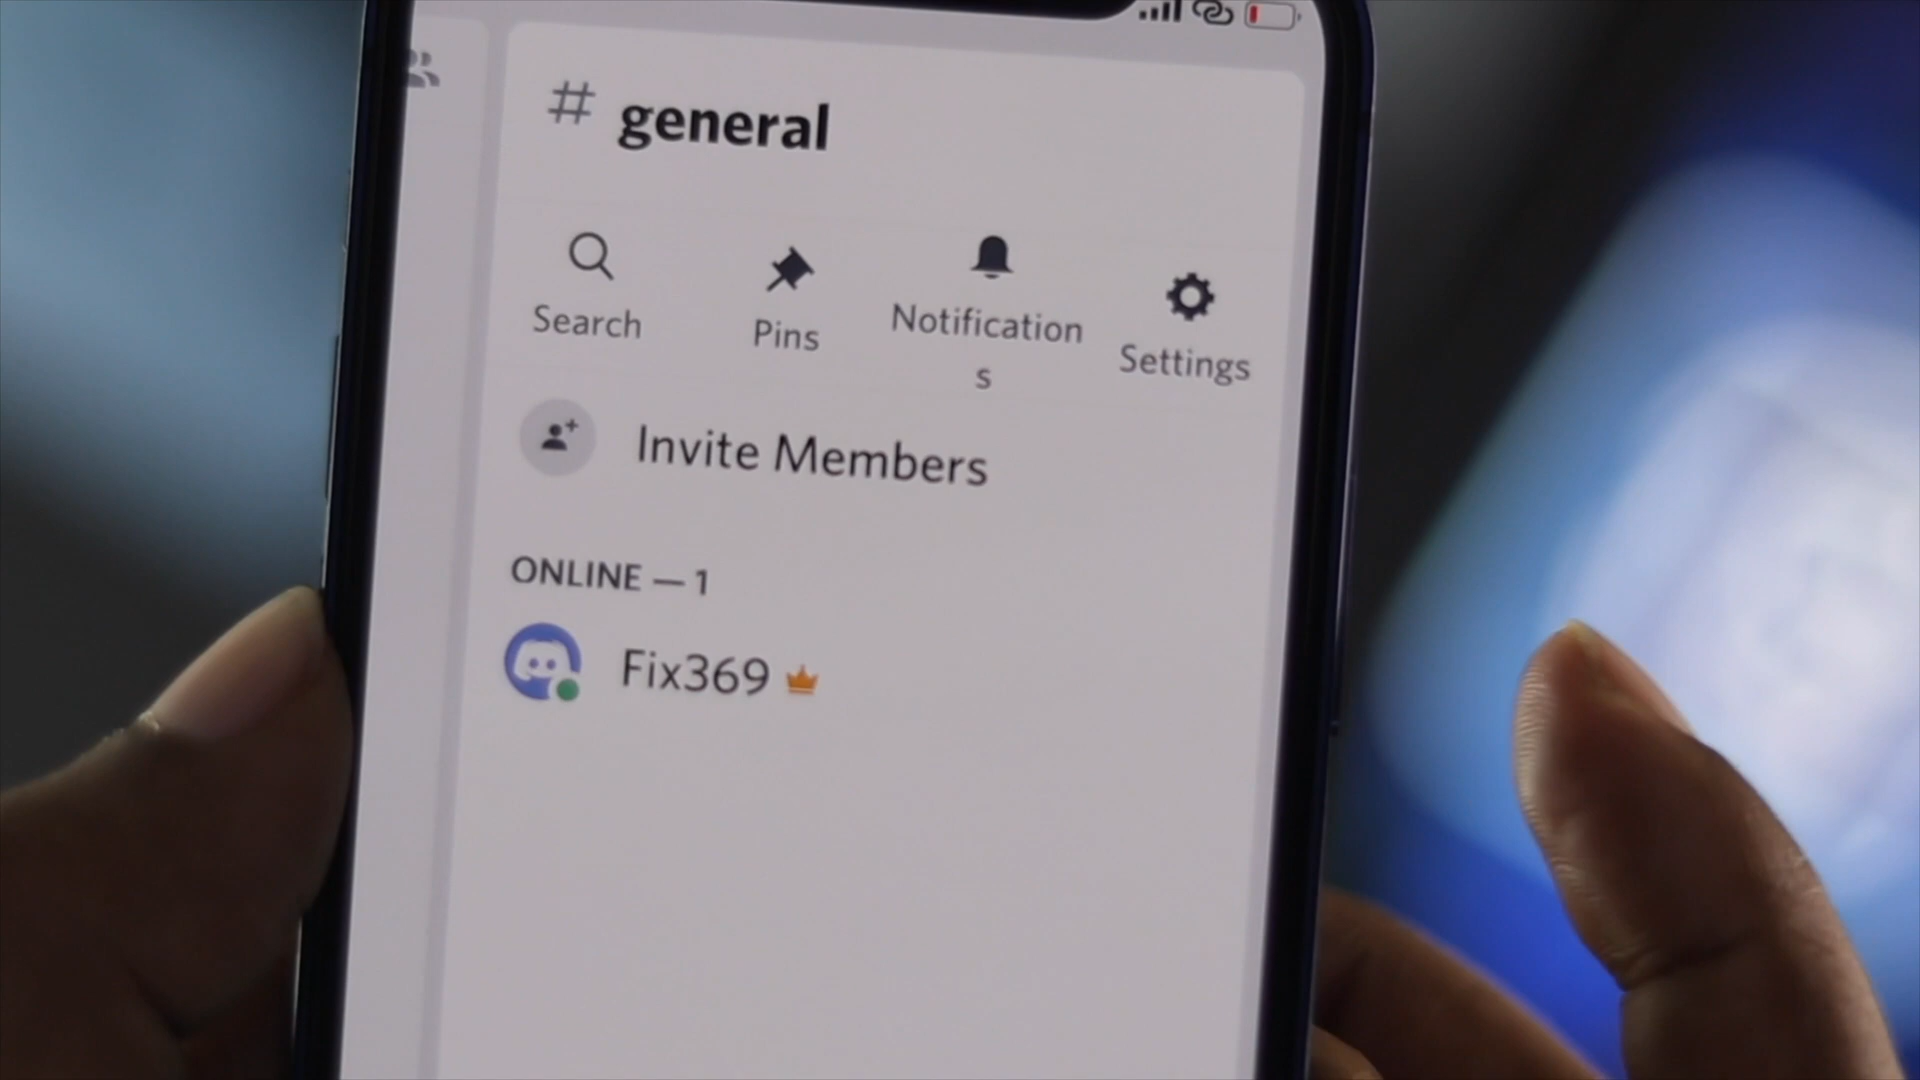 # general
Search
Pins
Notification
s
Settings
Invite Members
ONLINE — 1
Fix369